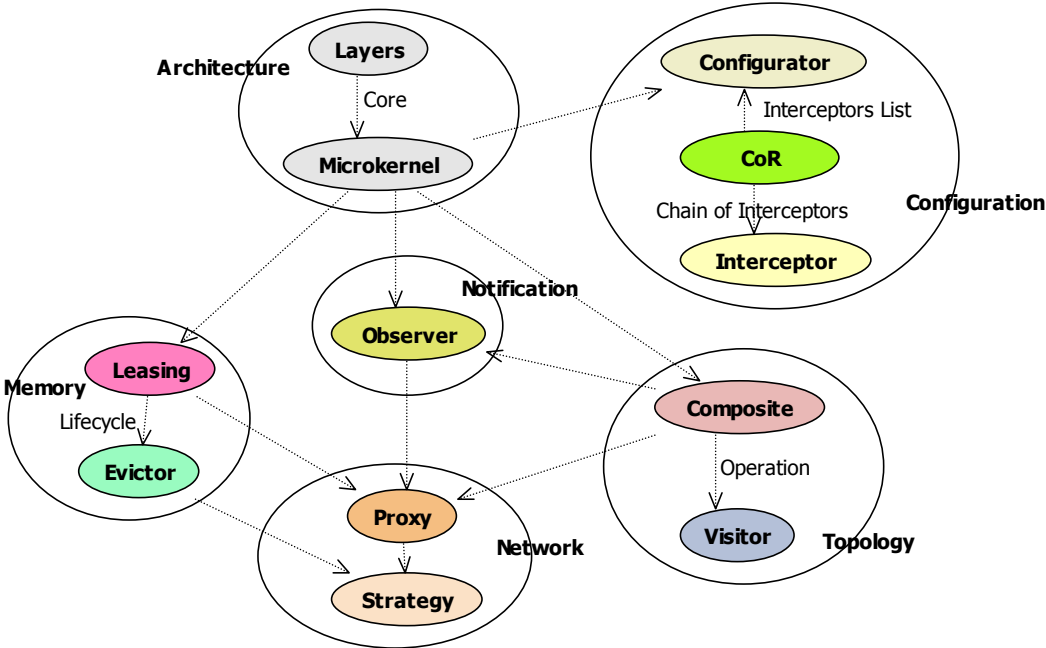 Layers
Architecture
Core
Microkernel
Configurator
Interceptors List
CoR
Configuration
Chain of Interceptors
Interceptor
Notification
Observer
Memory
Leasing
Lifecycle
Evictor
Composite
Operation
Visitor
Topology
Proxy
Network
Strategy